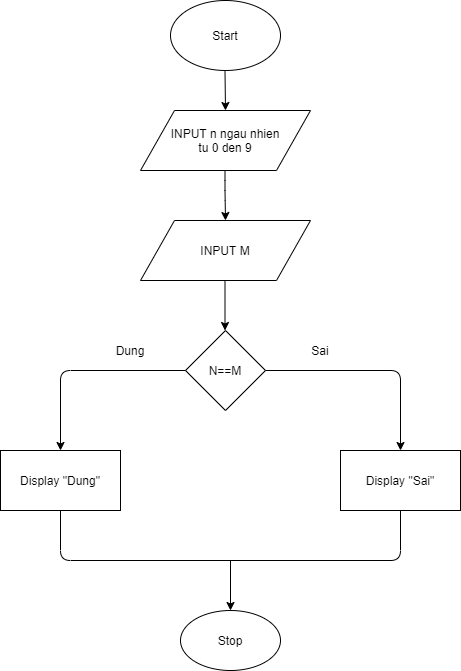 Start
INPUT n ngau nhien
tu 0 den 9
INPUT M
Dung
Sai
N==M
Display "Dung"
Display "Sai"
Stop